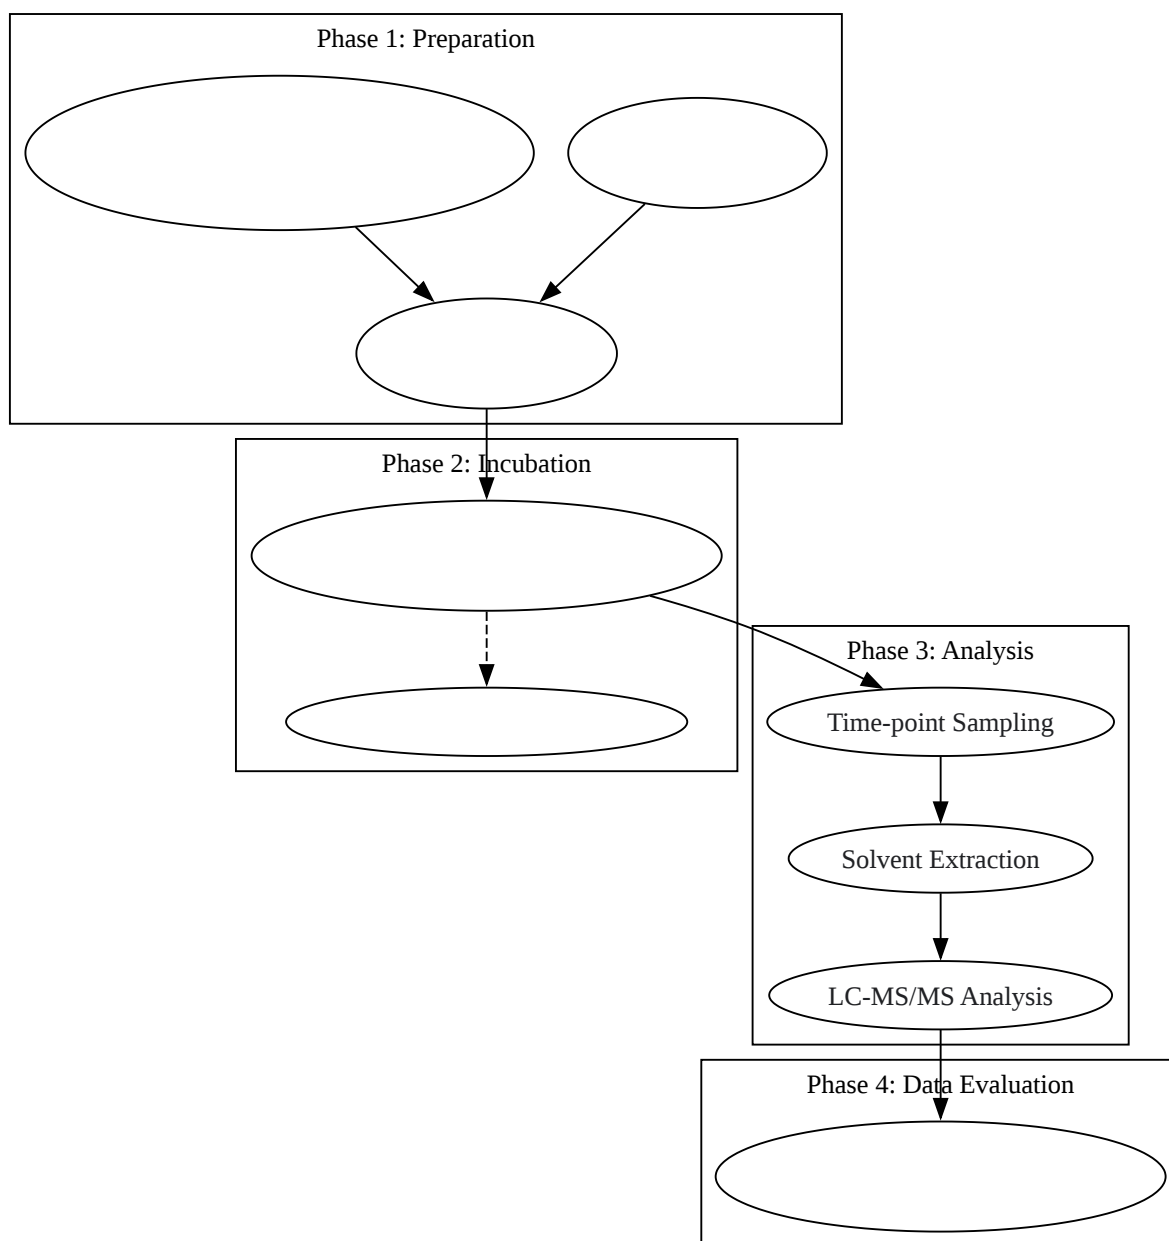 Phase 1: Preparation
Phase 2: Incubation
Phase 3: Analysis
Time-point Sampling
Solvent Extraction
LC-MS/MS Analysis
Phase 4: Data Evaluation